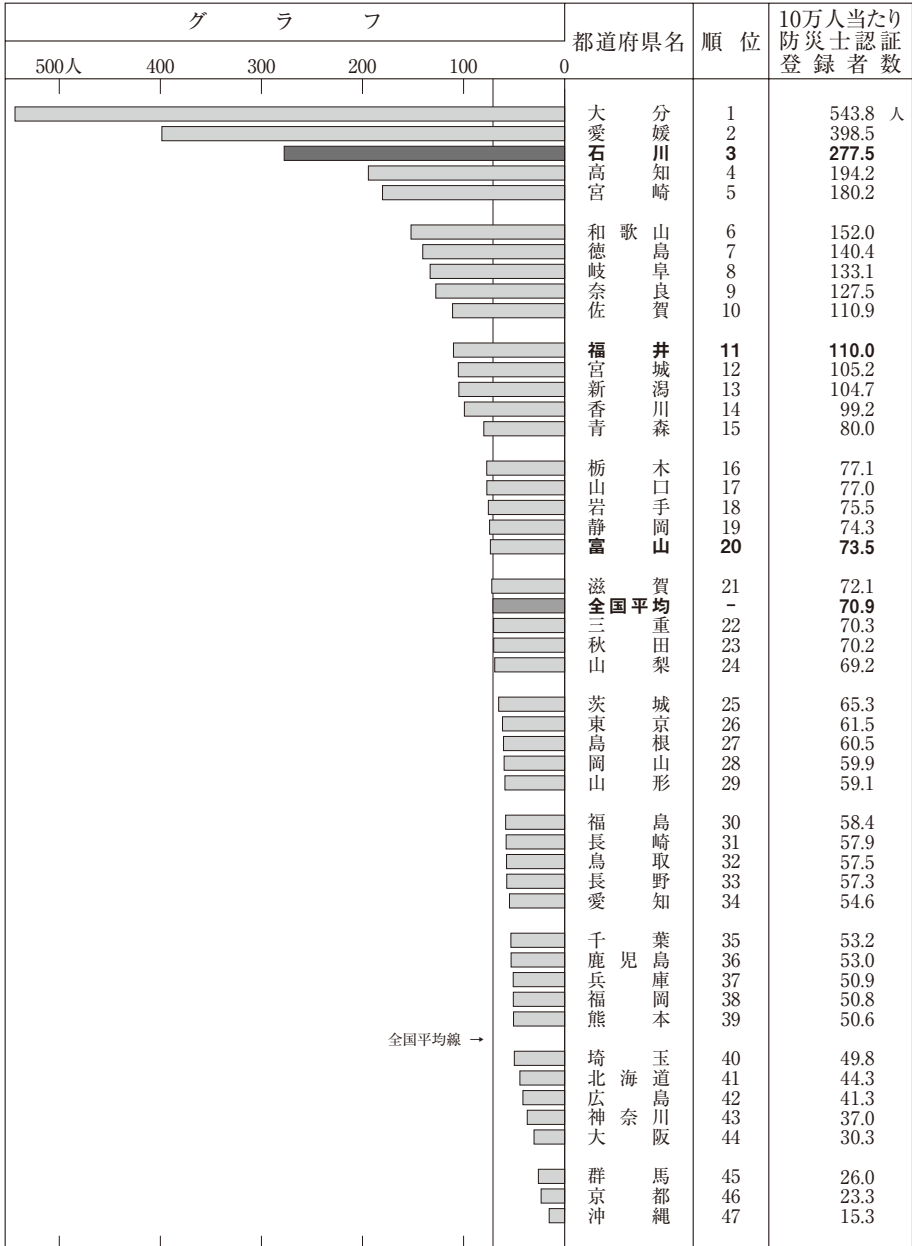 グラフ
都道府県名 順位 10万人当たり
防災士認証
登録者数
500人 400 300 200 100 0
大分 1 543.8 人
愛媛 2 398.5
石川 3 277.5
高知 4 194.2
宮崎 5 180.2
和歌山 6 152.0
徳島 7 140.4
岐阜 8 133.1
奈良 9 127.5
佐賀 10 110.9
福井 11 110.0
宮城 12 105.2
新潟 13 104.7
香川 14 99.2
青森 15 80.0
栃木 16 77.1
山口 17 77.0
岩手 18 75.5
静岡 19 74.3
富山 20 73.5
滋賀 21 72.1
全国平均 - 70.9
三重 22 70.3
秋田 23 70.2
山梨 24 69.2
茨城 25 65.3
東京 26 61.5
島根 27 60.5
岡山 28 59.9
山形 29 59.1
福島 30 58.4
長崎 31 57.9
鳥取 32 57.5
長野 33 57.3
愛知 34 54.6
千葉 35 53.2
鹿児島 36 53.0
兵庫 37 50.9
福岡 38 50.8
熊本 39 50.6
全国平均線 →
埼玉 40 49.8
北海道 41 44.3
広島 42 41.3
神奈川 43 37.0
大阪 44 30.3
群馬 45 26.0
京都 46 23.3
沖縄 47 15.3